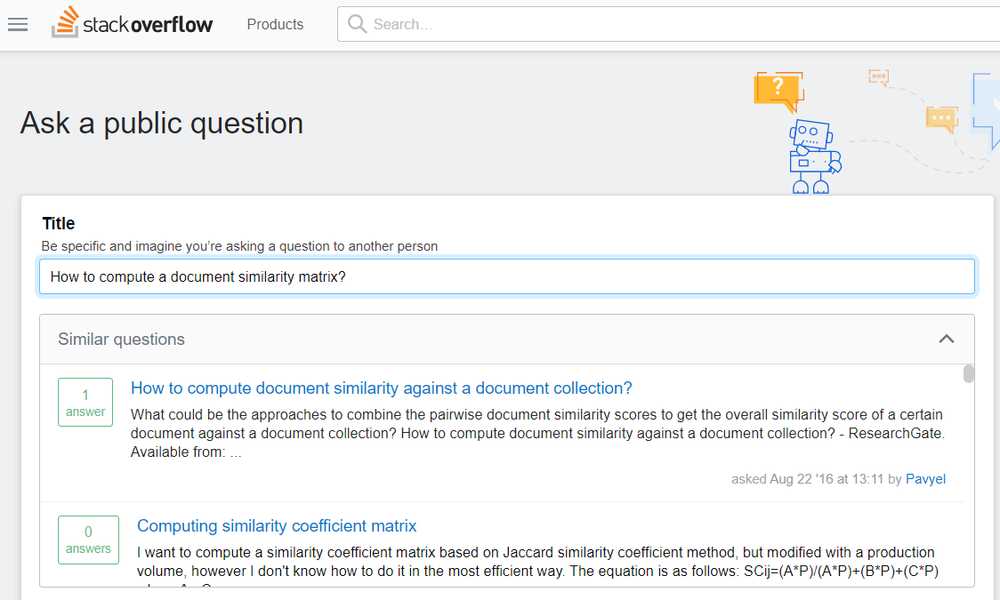 stackoverflow Products Search...
?
Ask a public question
Title
Be specific and imagine you're asking a question to another person
How to compute a document similarity matrix?
Similar questions
1
answer
How to compute document similarity against a document collection?
What could be the approaches to combine the pairwise document similarity scores to get the overall similarity score of a certain
document against a document collection? How to compute document similarity against a document collection? - ResearchGate.
Available from: ...
asked Aug 22 '16 at 13:11 by Pavyel
0
answers
Computing similarity coefficient matrix
I want to compute a similarity coefficient matrix based on Jaccard similarity coefficient method, but modified with a production
volume, however I don't know how to do it in the most efficient way. The equation is as follows: SCij=(A*P)/(A*P)+(B*P)+(C*P)